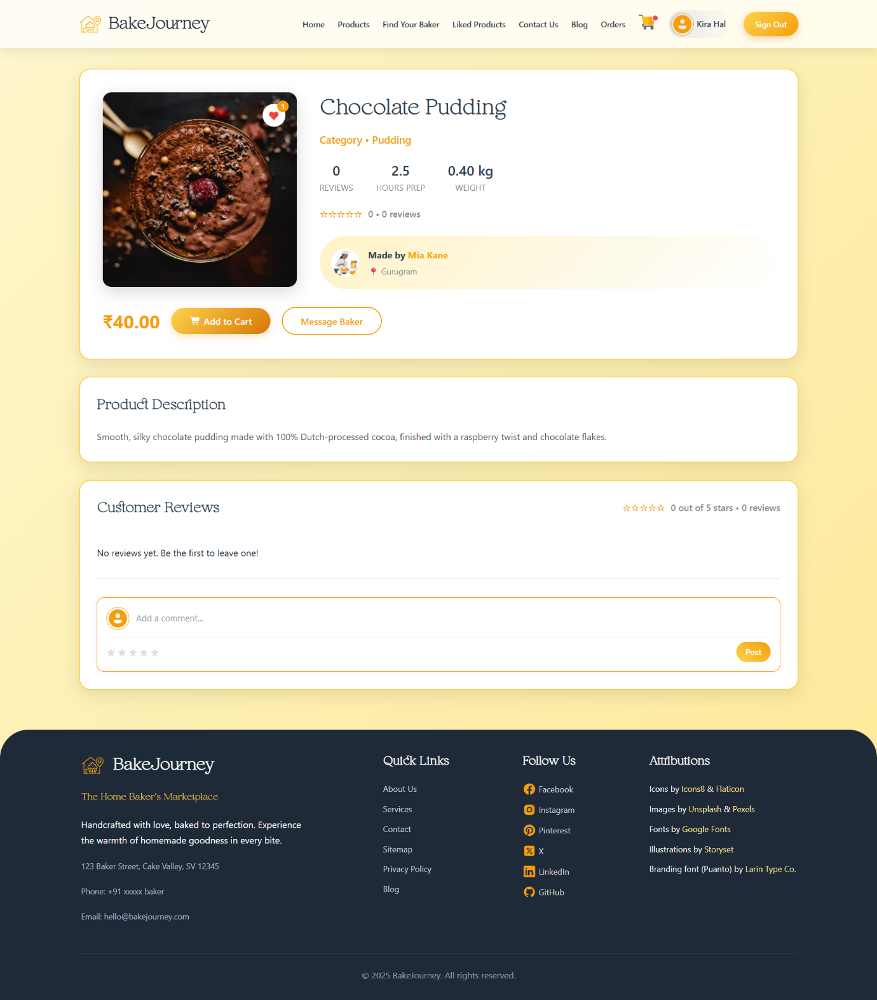 BakeJourney
Home
Products
Find Your Baker
Liked Products
Contact Us
Blog
Orders
Kira Hal
Sign Out
1
Chocolate Pudding
Category • Pudding
0
REVIEWS
2.5
HOURS PREP
0.40 kg
WEIGHT
☆☆☆☆☆ 0 • 0 reviews
Made by Mia Kane
Gurugram
₹40.00
Add to Cart
Message Baker
Product Description
Smooth, silky chocolate pudding made with 100% Dutch-processed cocoa, finished with a raspberry twist and chocolate flakes.
Customer Reviews
☆☆☆☆☆ 0 out of 5 stars • 0 reviews
No reviews yet. Be the first to leave one!
Add a comment...
★★★★★
Post
BakeJourney
The Home Baker's Marketplace
Handcrafted with love, baked to perfection. Experience
the warmth of homemade goodness in every bite.
123 Baker Street, Cake Valley, SV 12345
Phone: +91 xxxxx baker
Email: hello@bakejourney.com
Quick Links
About Us
Services
Contact
Sitemap
Privacy Policy
Blog
Follow Us
Facebook
Instagram
Pinterest
X
LinkedIn
GitHub
Attributions
Icons by Icons8 & Flaticon
Images by Unsplash & Pexels
Fonts by Google Fonts
Illustrations by Storyset
Branding font (Puanto) by Larin Type Co.
© 2025 BakeJourney. All rights reserved.